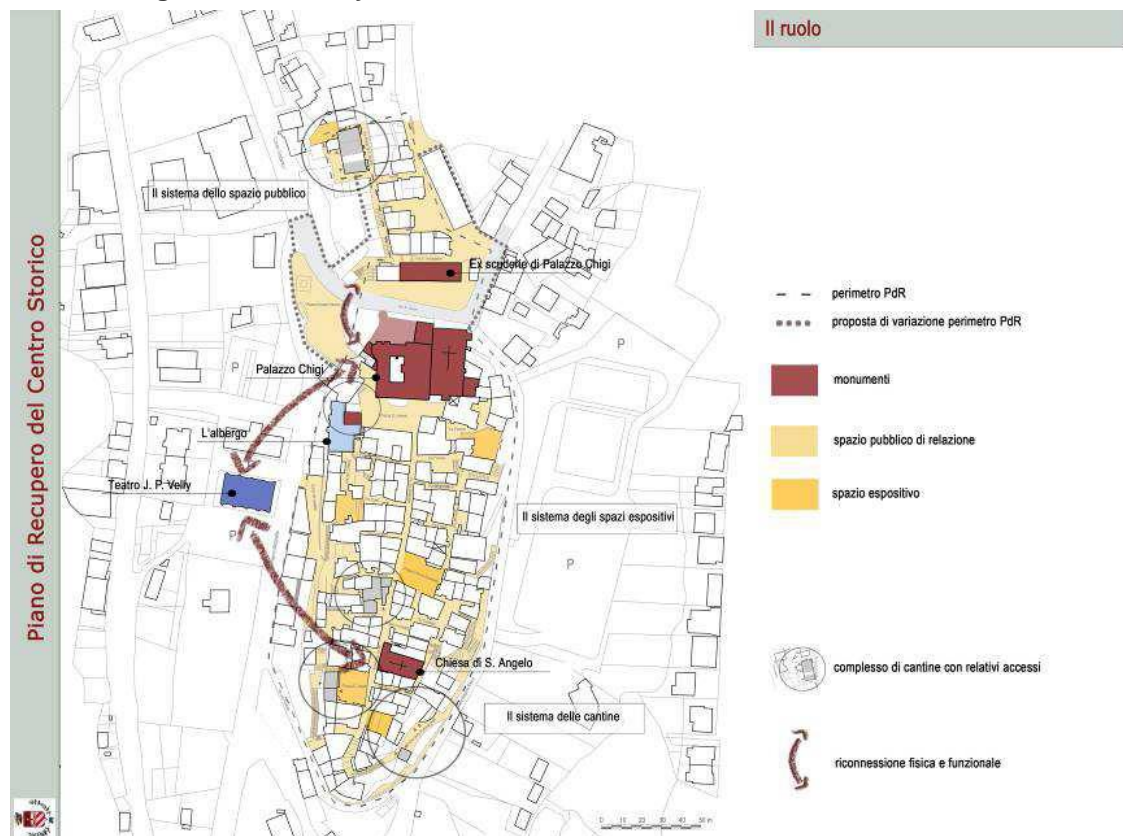 Piano di Recupero del Centro Storico
Il ruolo
Il sistema dello spazio pubblico
Ex scuderie di Palazzo Chigi
Palazzo Chigi
L'albergo
Teatro J. P. Velly
Il sistema degli spazi espositivi
Chiesa di S. Angelo
Il sistema delle cantine
P
P
P
P
perimetro PdR
proposta di variazione perimetro PdR
monumenti
spazio pubblico di relazione
spazio espositivo
complesso di cantine con relativi accessi
riconnessione fisica e funzionale